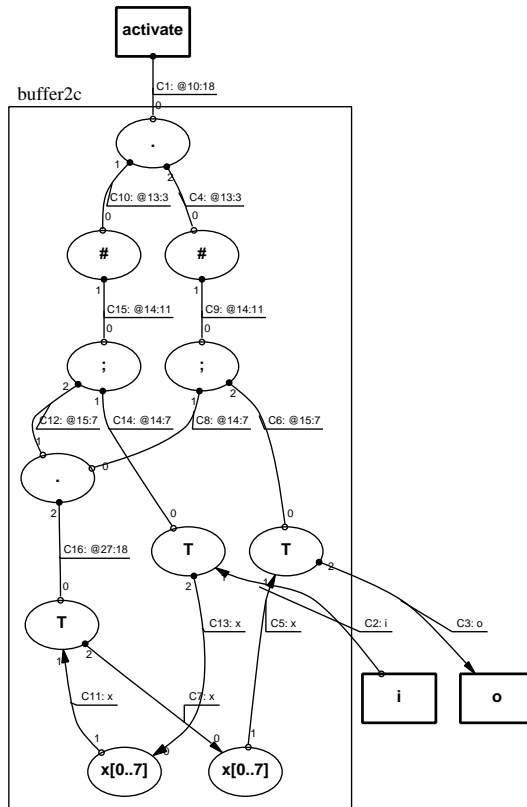 activate
C1: @10:18
buffer2c
0
.
1 2
C10: @13:3 C4: @13:3
0 0
# #
1 1
C15: @14:11 C9: @14:11
0 0
; ;
2 1 1 2
C12: @15:7 C14: @14:7 C8: @14:7 C6: @15:7
1 0
.
2 0 0
C16: @27:18 T T
2 1 1 2
0
C13: x C5: x C2: i C3: o
T
1 2
i o
C11: x C7: x
1 0 0 1
x[0..7] x[0..7]